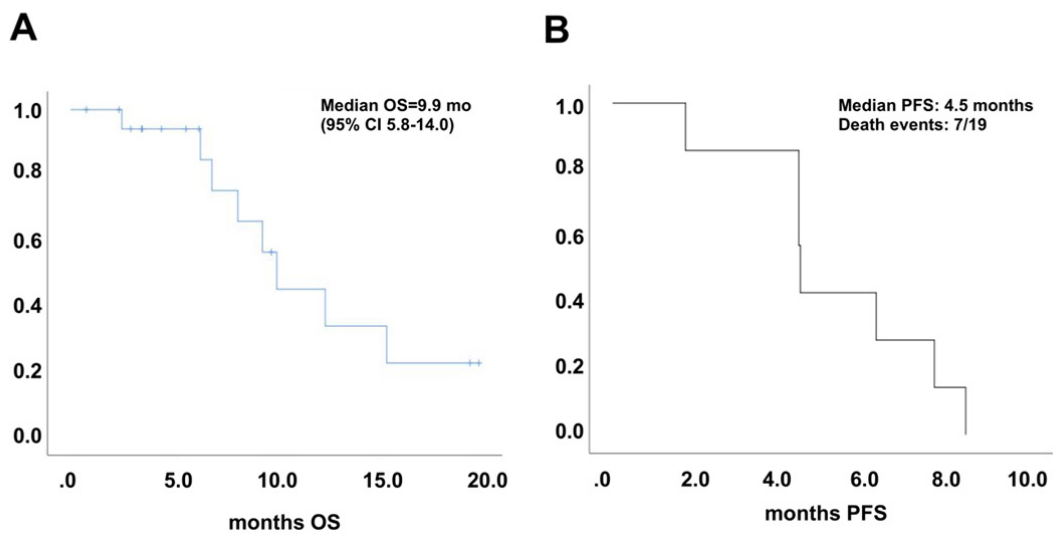 A
Median OS=9.9 mo
(95% CI 5.8-14.0)
1.0
0.8
0.6
0.4
0.2
0.0
.0 5.0 10.0 15.0 20.0
months OS
B
Median PFS: 4.5 months
Death events: 7/19
1.0
0.8
0.6
0.4
0.2
0.0
.0 2.0 4.0 6.0 8.0 10.0
months PFS